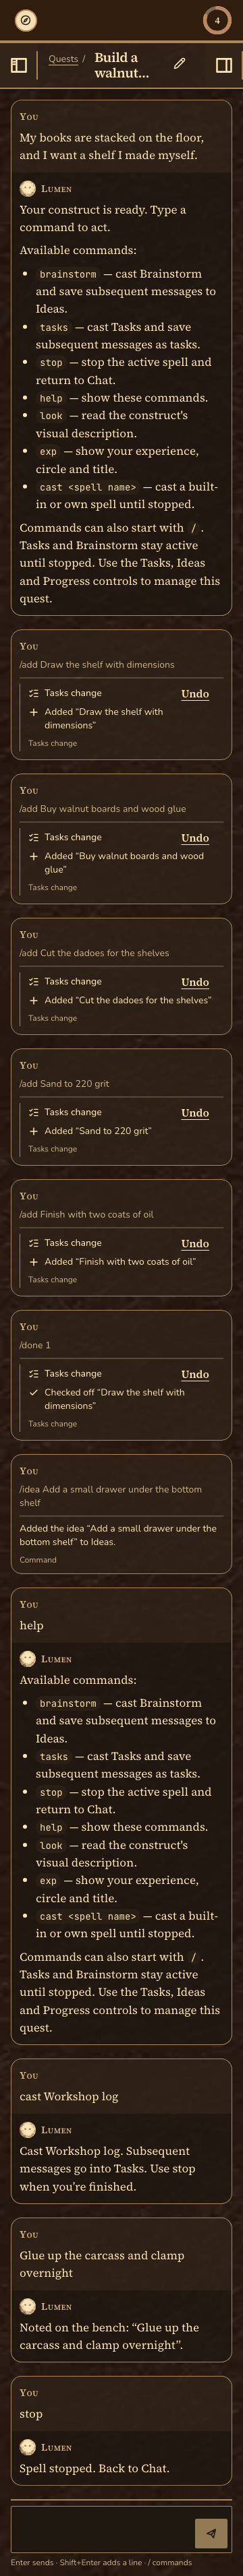 4
Quests / Build a
walnut...
You
My books are stacked on the floor,
and I want a shelf I made myself.
Lumen
Your construct is ready. Type a
command to act.
Available commands:
• brainstorm — cast Brainstorm
and save subsequent messages to
Ideas.
• tasks — cast Tasks and save
subsequent messages as tasks.
• stop — stop the active spell and
return to Chat.
• help — show these commands.
• look — read the construct's
visual description.
• exp — show your experience,
circle and title.
• cast <spell name> — cast a built-
in or own spell until stopped.
Commands can also start with / .
Tasks and Brainstorm stay active
until stopped. Use the Tasks, Ideas
and Progress controls to manage this
quest.
You
/add Draw the shelf with dimensions
Tasks change Undo
Added “Draw the shelf with
dimensions”
Tasks change
You
/add Buy walnut boards and wood glue
Tasks change Undo
Added “Buy walnut boards and wood
glue”
Tasks change
You
/add Cut the dadoes for the shelves
Tasks change Undo
Added “Cut the dadoes for the shelves”
Tasks change
You
/add Sand to 220 grit
Tasks change Undo
Added “Sand to 220 grit”
Tasks change
You
/add Finish with two coats of oil
Tasks change Undo
Added “Finish with two coats of oil”
Tasks change
You
/done 1
Tasks change Undo
Checked off “Draw the shelf with
dimensions”
Tasks change
You
/idea Add a small drawer under the bottom
shelf
Added the idea “Add a small drawer under the
bottom shelf” to Ideas.
Command
You
help
Lumen
Available commands:
• brainstorm — cast Brainstorm
and save subsequent messages to
Ideas.
• tasks — cast Tasks and save
subsequent messages as tasks.
• stop — stop the active spell and
return to Chat.
• help — show these commands.
• look — read the construct's
visual description.
• exp — show your experience,
circle and title.
• cast <spell name> — cast a built-
in or own spell until stopped.
Commands can also start with / .
Tasks and Brainstorm stay active
until stopped. Use the Tasks, Ideas
and Progress controls to manage this
quest.
You
cast Workshop log
Lumen
Cast Workshop log. Subsequent
messages go into Tasks. Use stop
when you're finished.
You
Glue up the carcass and clamp
overnight
Lumen
Noted on the bench: “Glue up the
carcass and clamp overnight”.
You
stop
Lumen
Spell stopped. Back to Chat.
Enter sends · Shift+Enter adds a line · / commands